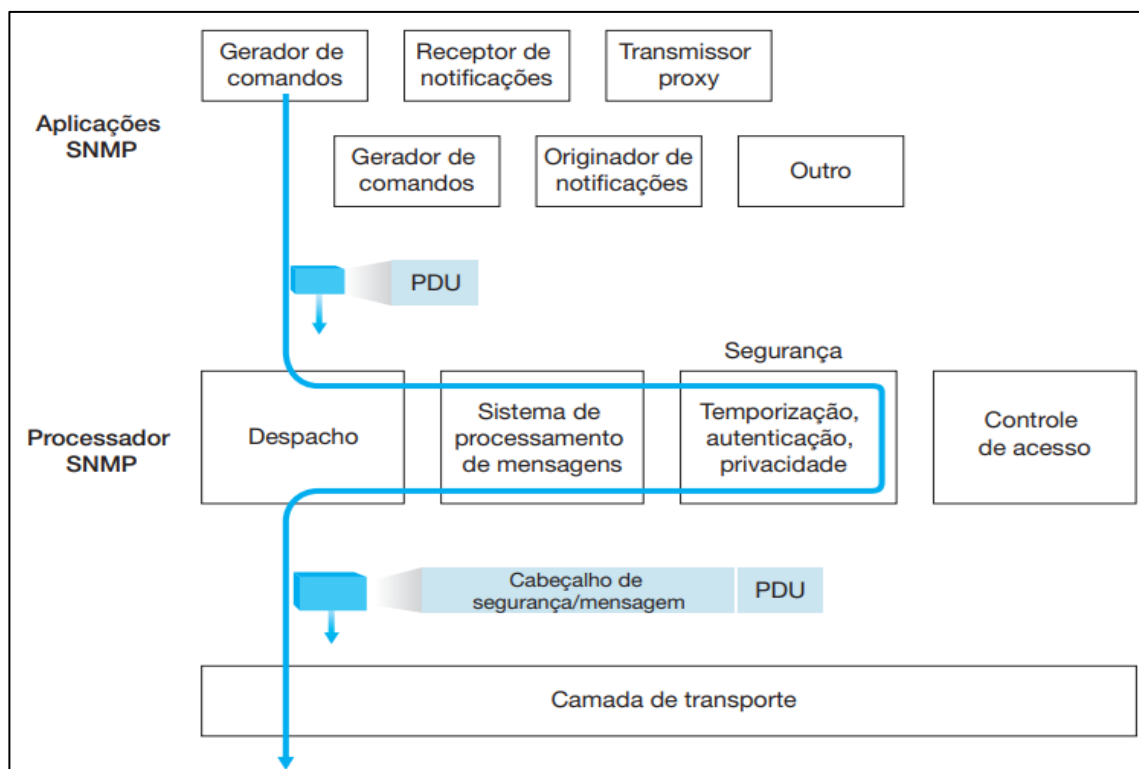 Gerador de
comandos
Receptor de
notificações
Transmissor
proxy
Aplicações
SNMP
Gerador de
comandos
Originador de
notificações
Outro
PDU
Segurança
Processador
SNMP
Despacho
Sistema de
processamento
de mensagens
Temporização,
autenticação,
privacidade
Controle
de acesso
Cabeçalho de
segurança/mensagem
PDU
Camada de transporte